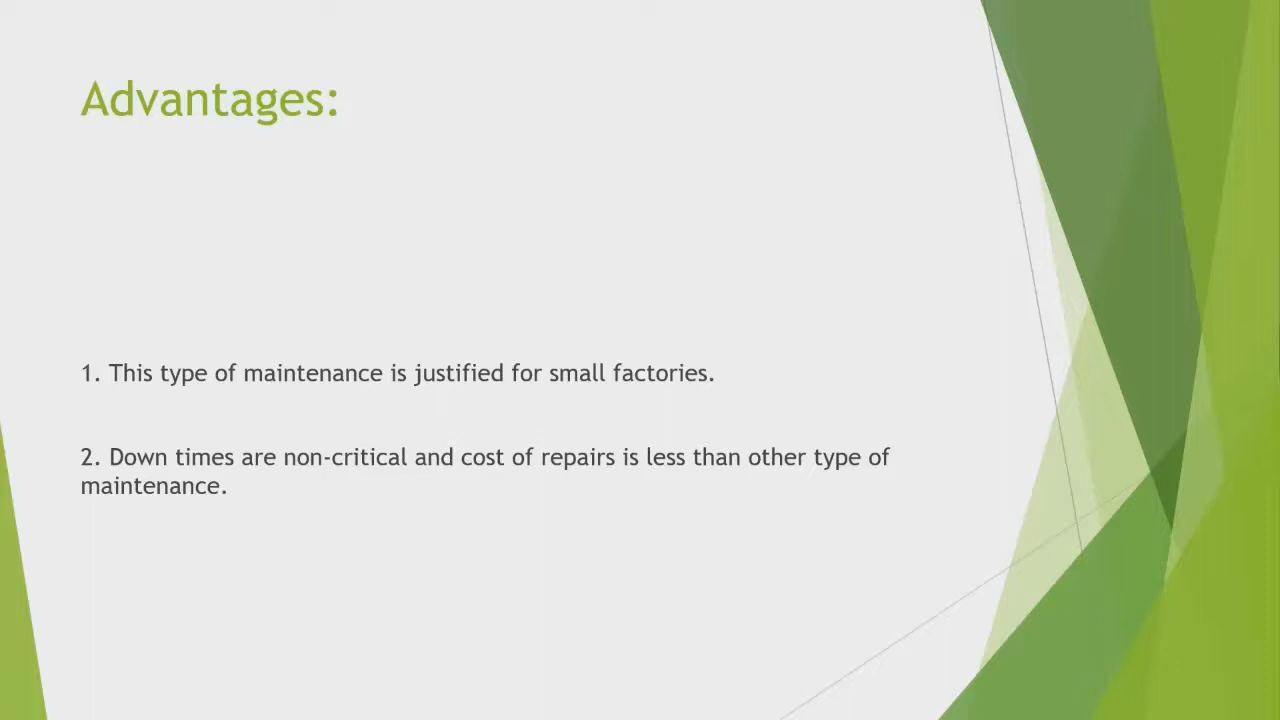 Advantages:
1. This type of maintenance is justified for small factories.
2. Down times are non-critical and cost of repairs is less than other type of
maintenance.